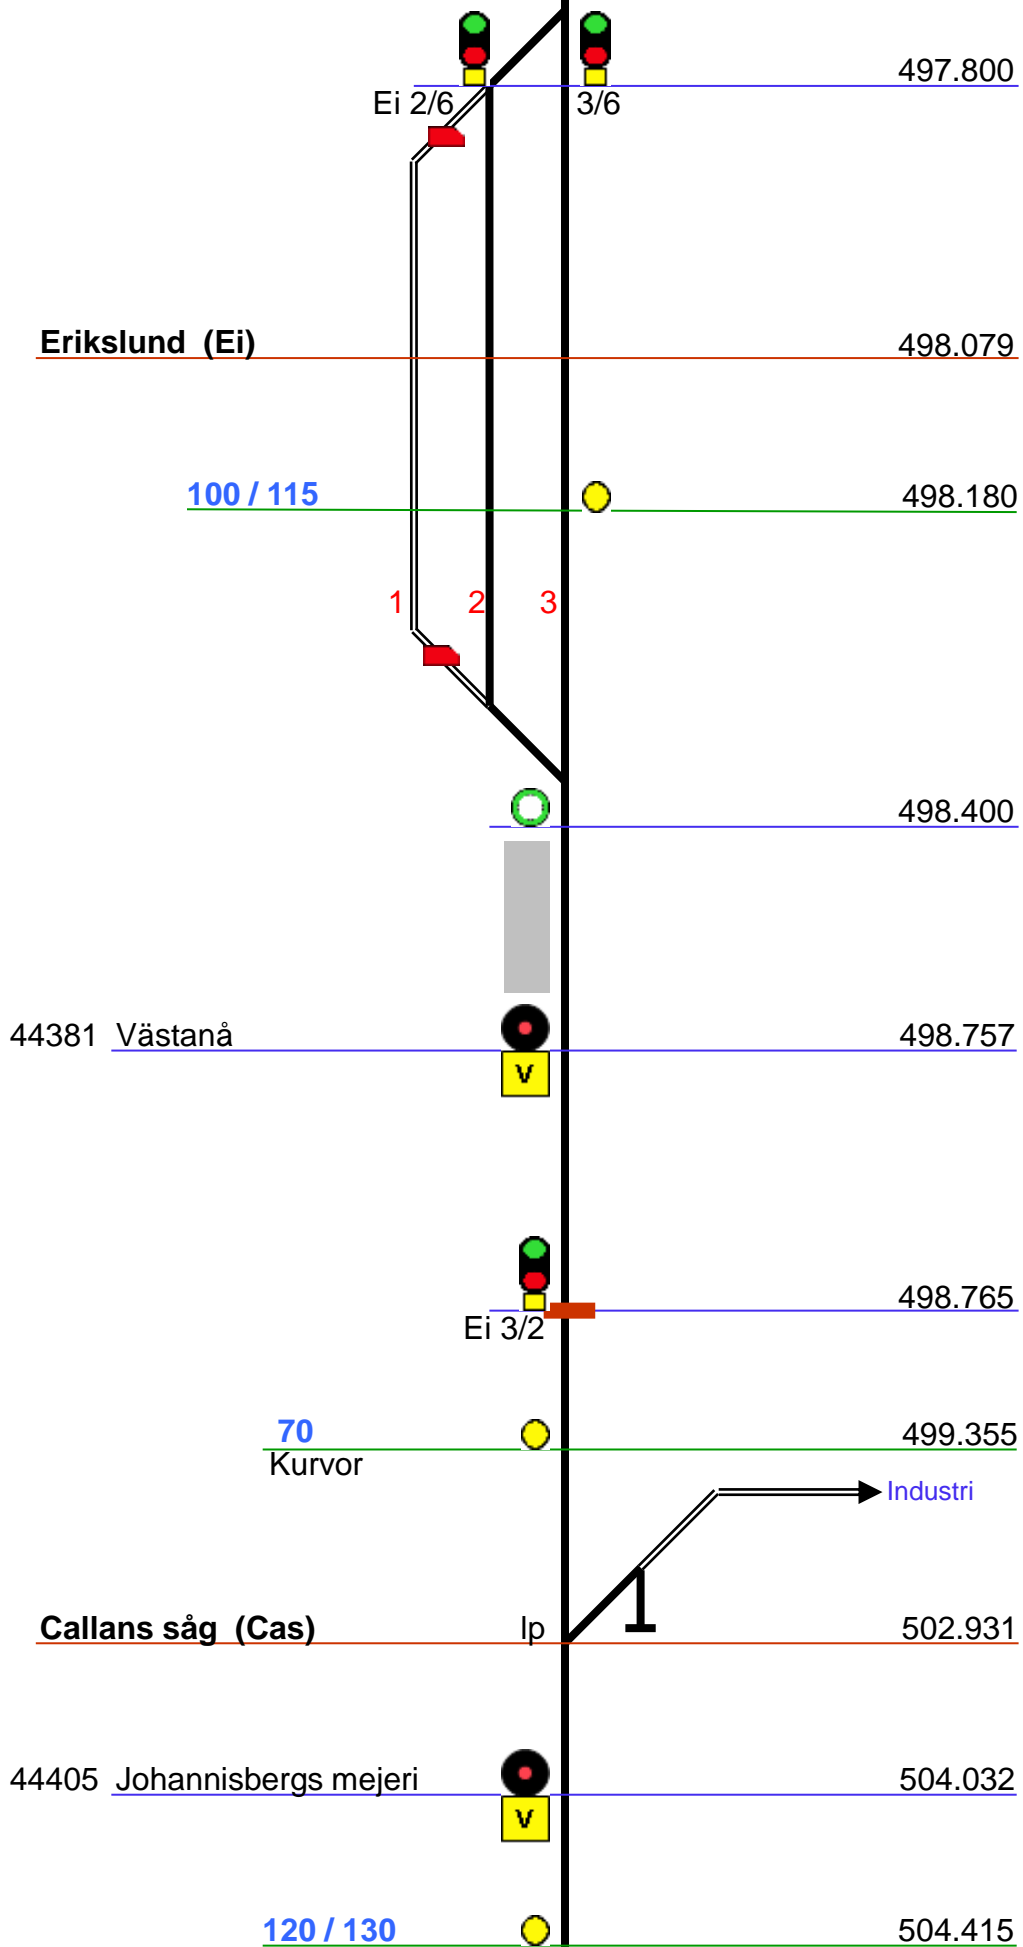 497.800
Ei 2/6 3/6
Erikslund (Ei) 498.079
100 / 115 498.180
1 2 3
498.400
44381 Västanå 498.757
V
498.765
Ei 3/2
70 499.355
Kurvor
Industri
Callans såg (Cas) lp 502.931
44405 Johannisbergs mejeri 504.032
V
120 / 130 504.415